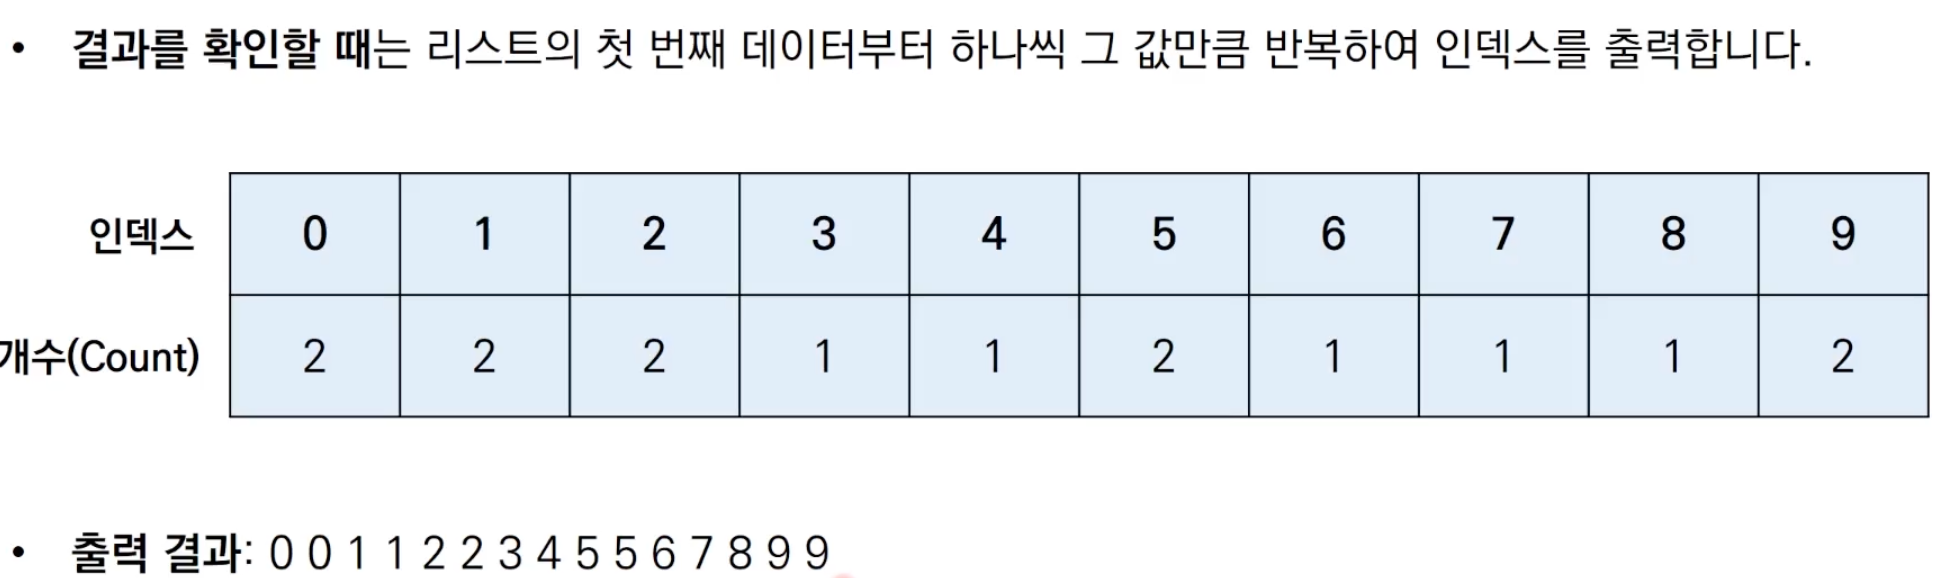 • 결과를 확인할 때는 리스트의 첫 번째 데이터부터 하나씩 그 값만큼 반복하여 인덱스를 출력합니다.
인덱스 0 1 2 3 4 5 6 7 8 9
개수(Count) 2 2 2 1 1 2 1 1 1 2
• 출력 결과: 0 0 1 1 2 2 3 4 5 5 6 7 8 9 9